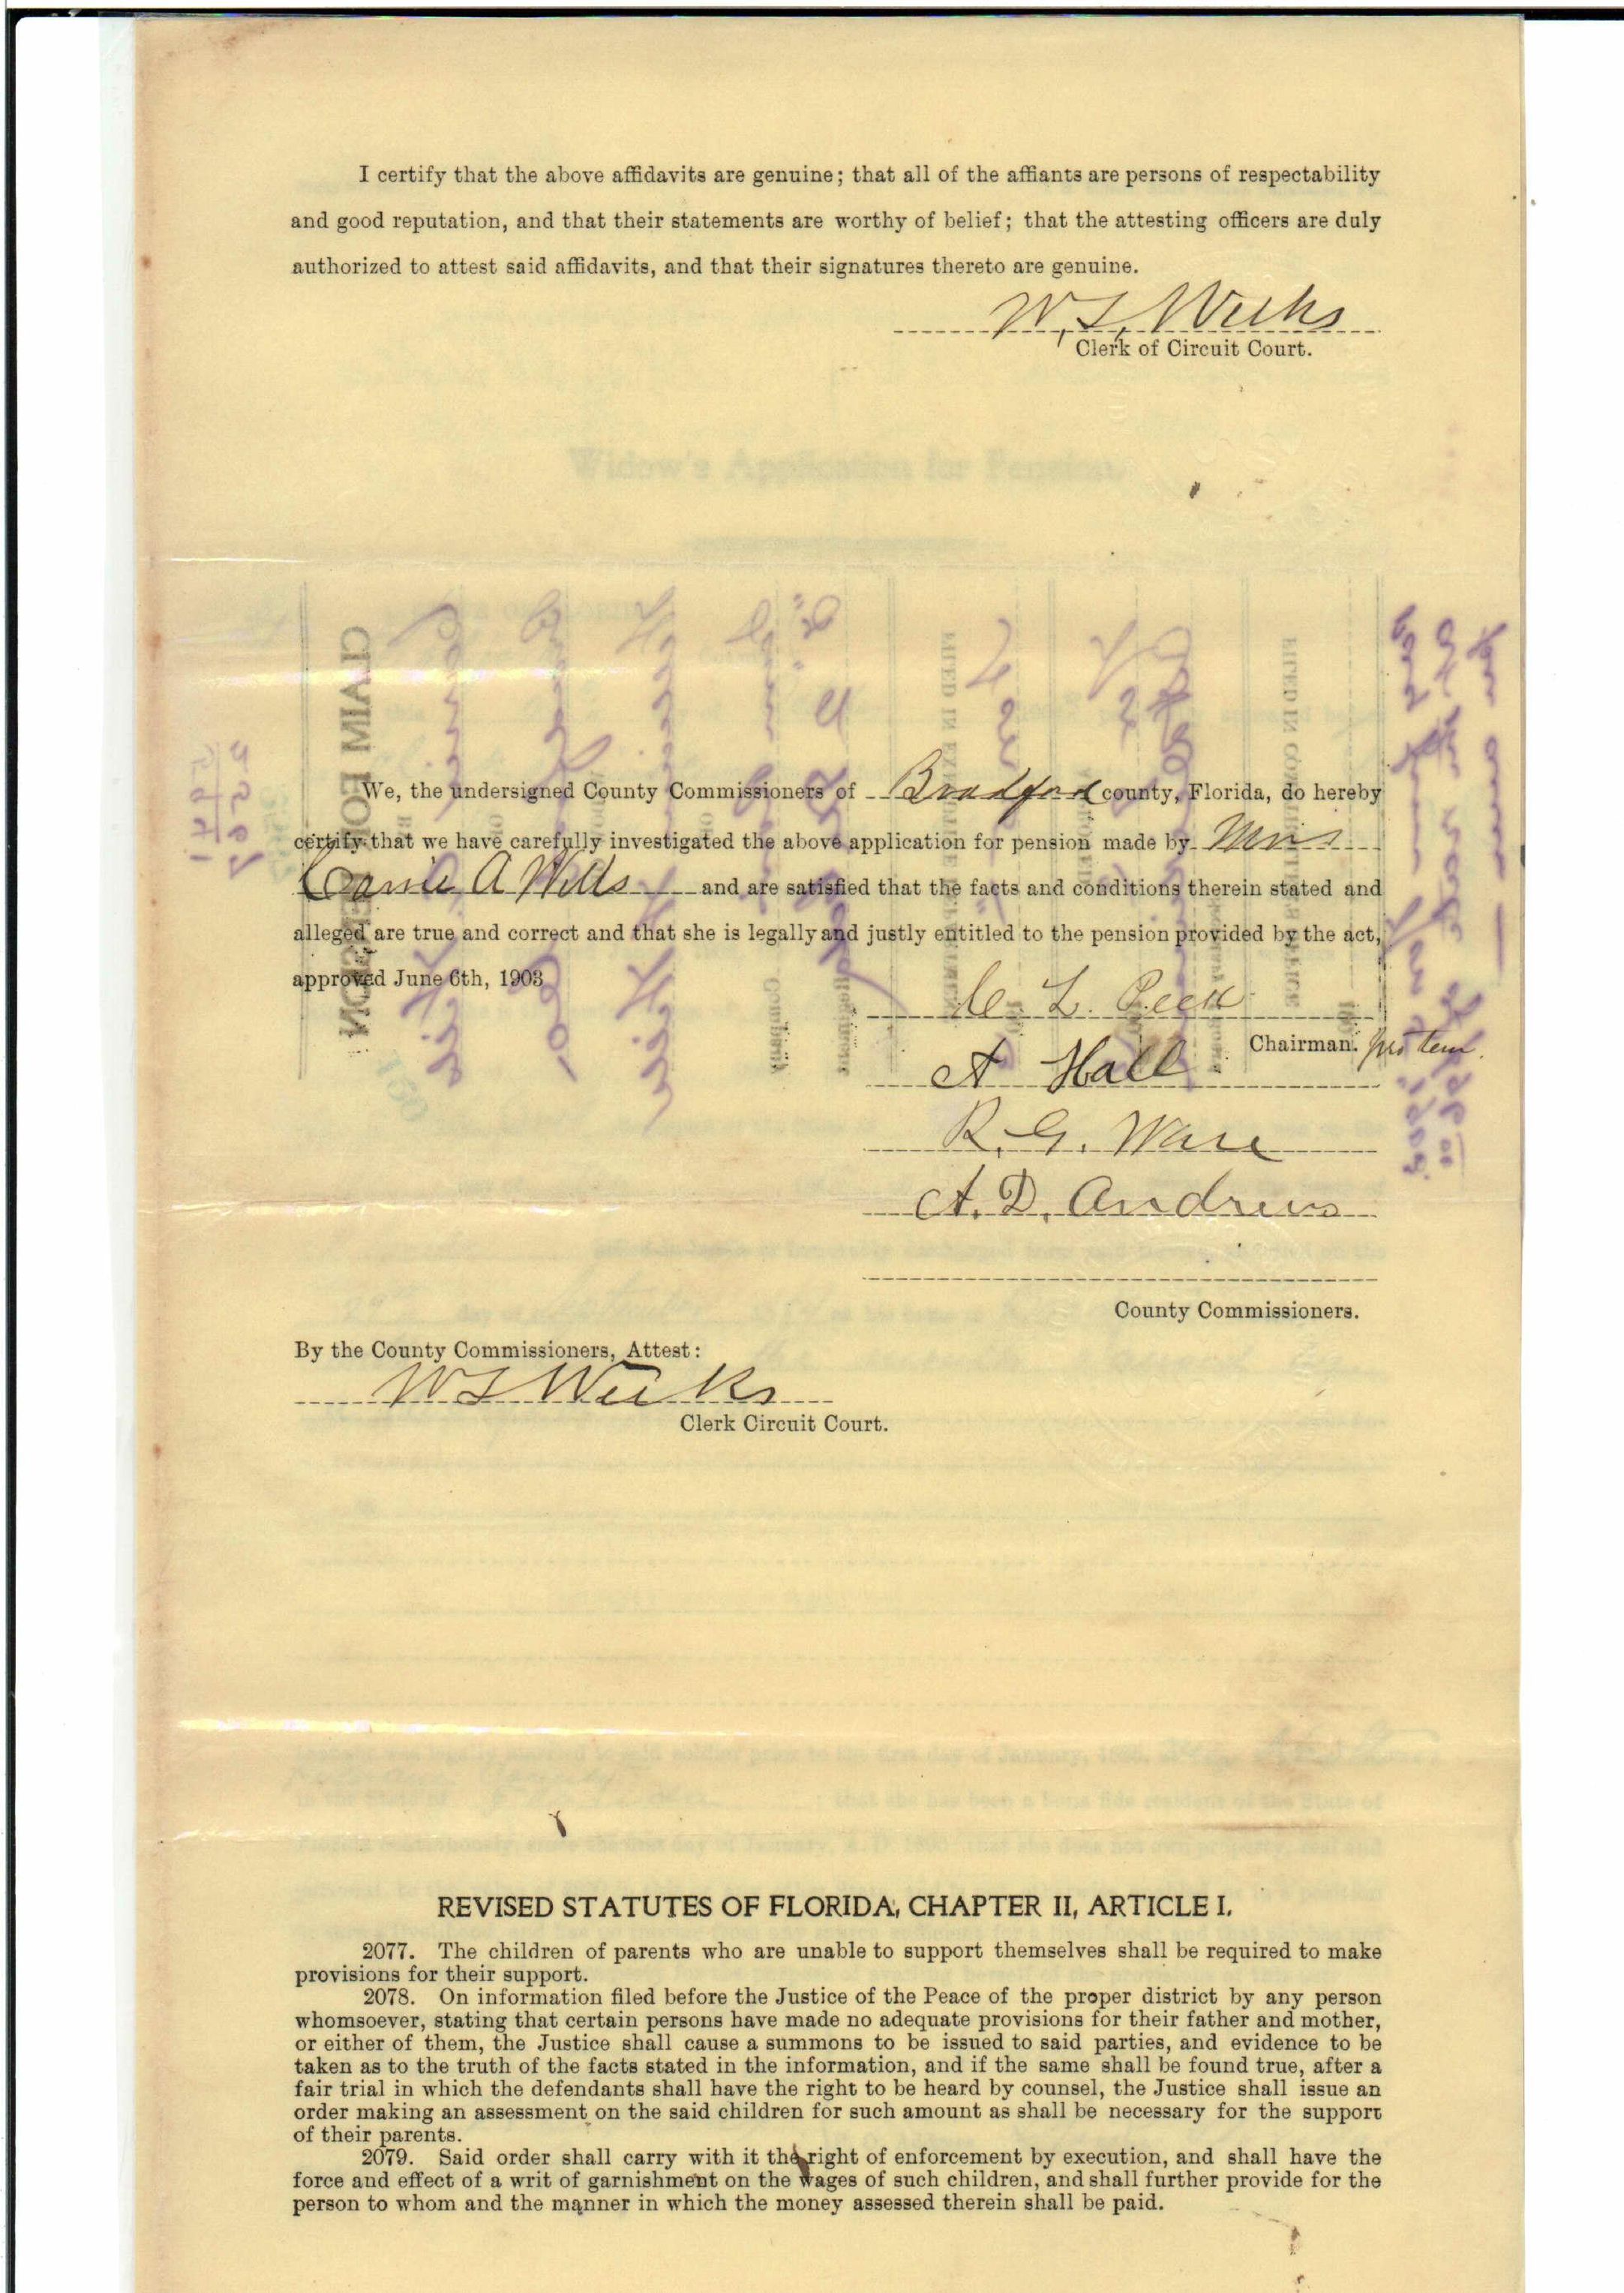 I certify that the above affidavits are genuine; that all of the affiants are persons of respectability
and good reputation, and that their statements are worthy of belief; that the attesting officers are duly
authorized to attest said affidavits, and that their signatures thereto are genuine.
W. S. Weeks
Clerk of Circuit Court.
Widow's Application for Pension.
We, the undersigned County Commissioners of Bradford county, Florida, do hereby
certify that we have carefully investigated the above application for pension made by Mrs
Carrie A Wills and are satisfied that the facts and conditions therein stated and
alleged are true and correct and that she is legally and justly entitled to the pension provided by the act,
approved June 6th, 1903
C L. Peek
Chairman. pro tem.
A Hall
R. G. Ware
A. D. Andrews
County Commissioners.
By the County Commissioners, Attest:
W S Weeks
Clerk Circuit Court.
REVISED STATUTES OF FLORIDA, CHAPTER II, ARTICLE I.
2077. The children of parents who are unable to support themselves shall be required to make
provisions for their support.
2078. On information filed before the Justice of the Peace of the proper district by any person
whomsoever, stating that certain persons have made no adequate provisions for their father and mother,
or either of them, the Justice shall cause a summons to be issued to said parties, and evidence to be
taken as to the truth of the facts stated in the information, and if the same shall be found true, after a
fair trial in which the defendants shall have the right to be heard by counsel, the Justice shall issue an
order making an assessment on the said children for such amount as shall be necessary for the support
of their parents.
2079. Said order shall carry with it the right of enforcement by execution, and shall have the
force and effect of a writ of garnishment on the wages of such children, and shall further provide for the
person to whom and the manner in which the money assessed therein shall be paid.